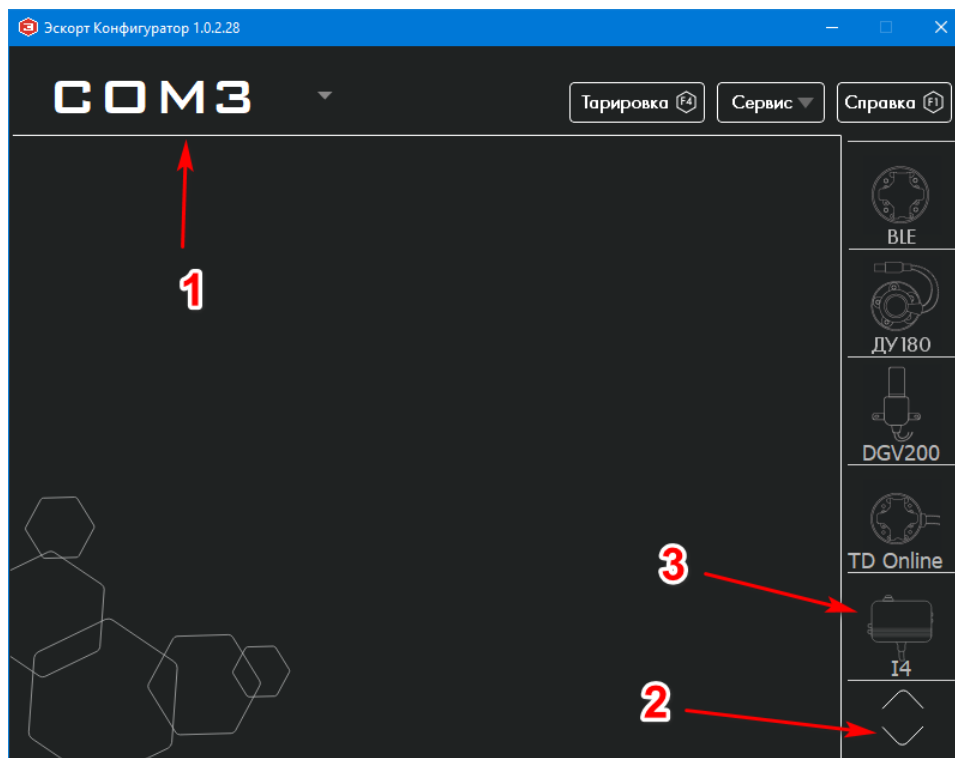 Эскорт Конфигуратор 1.0.2.28
COM3
Тарировка F4
Сервис
Справка F1
1
BLE
ДУ180
DGV200
TD Online
3
I4
2